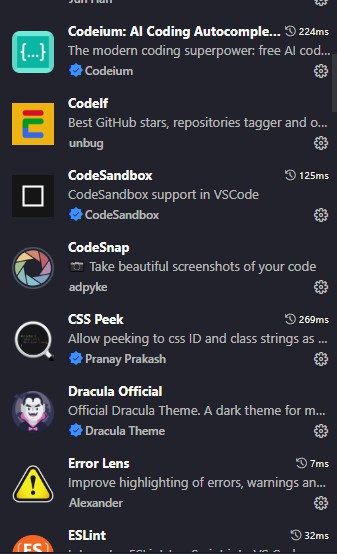 Jun Han
Codeium: AI Coding Autocomple... 224ms
The modern coding superpower: free AI cod...
Codeium
Codelf
Best GitHub stars, repositories tagger and o...
unbug
CodeSandbox 125ms
CodeSandbox support in VSCode
CodeSandbox
CodeSnap
📷 Take beautiful screenshots of your code
adpyke
CSS Peek 269ms
Allow peeking to css ID and class strings as ...
Pranay Prakash
Dracula Official
Official Dracula Theme. A dark theme for m...
Dracula Theme
Error Lens 7ms
Improve highlighting of errors, warnings an...
Alexander
ESLint 32ms